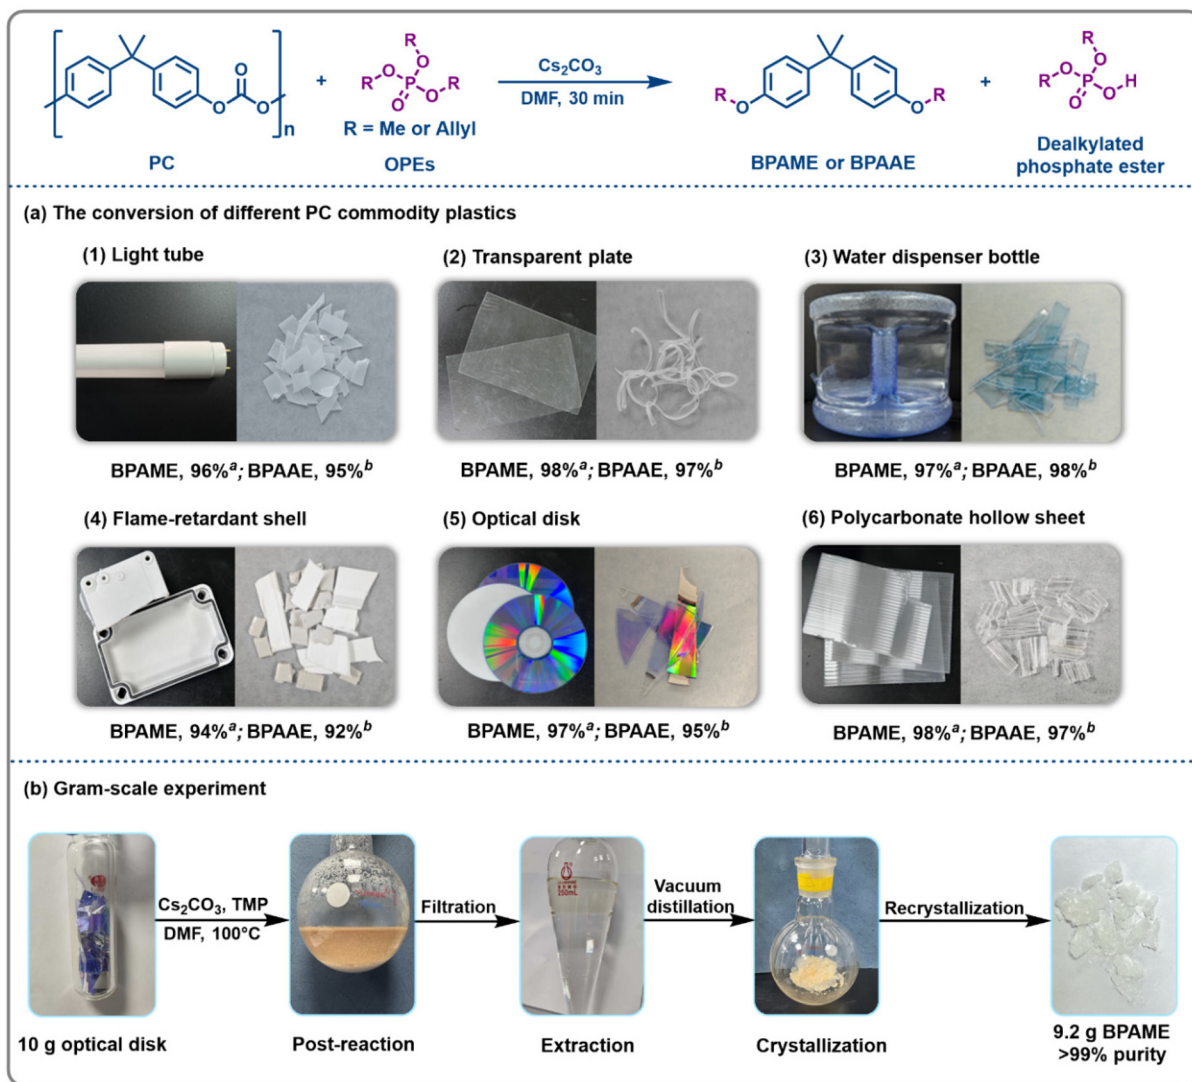 Cs2CO3
DMF, 30 min
R = Me or Allyl
PC
OPEs
BPAME or BPAAE
Dealkylated
phosphate ester
(a) The conversion of different PC commodity plastics
(1) Light tube
(2) Transparent plate
(3) Water dispenser bottle
BPAME, 96%a; BPAAE, 95%b
BPAME, 98%a; BPAAE, 97%b
BPAME, 97%a; BPAAE, 98%b
(4) Flame-retardant shell
(5) Optical disk
(6) Polycarbonate hollow sheet
BPAME, 94%a; BPAAE, 92%b
BPAME, 97%a; BPAAE, 95%b
BPAME, 98%a; BPAAE, 97%b
(b) Gram-scale experiment
Cs2CO3, TMP
DMF, 100°C
Filtration
250mL
Vacuum
distillation
Recrystallization
10 g optical disk
Post-reaction
Extraction
Crystallization
9.2 g BPAME
>99% purity